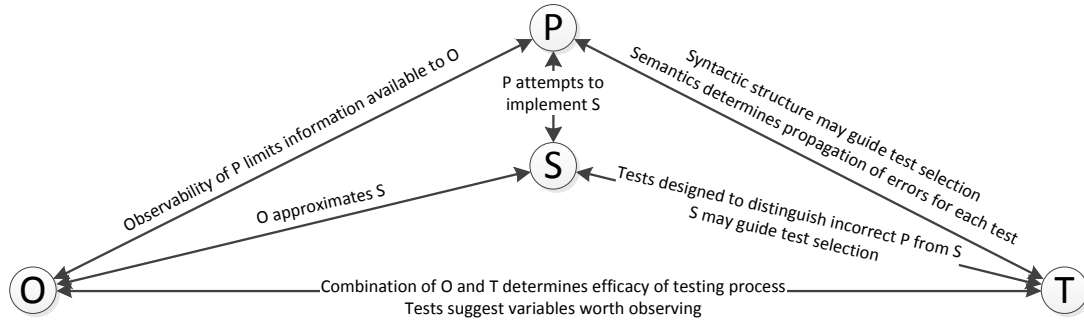 P
Observability of P limits information available to O
P attempts to
implement S
Syntactic structure may guide test selection
Semantics determines propagation of errors for each test
S
O approximates S
Tests designed to distinguish incorrect P from S
S may guide test selection
O
Combination of O and T determines efficacy of testing process
Tests suggest variables worth observing
T